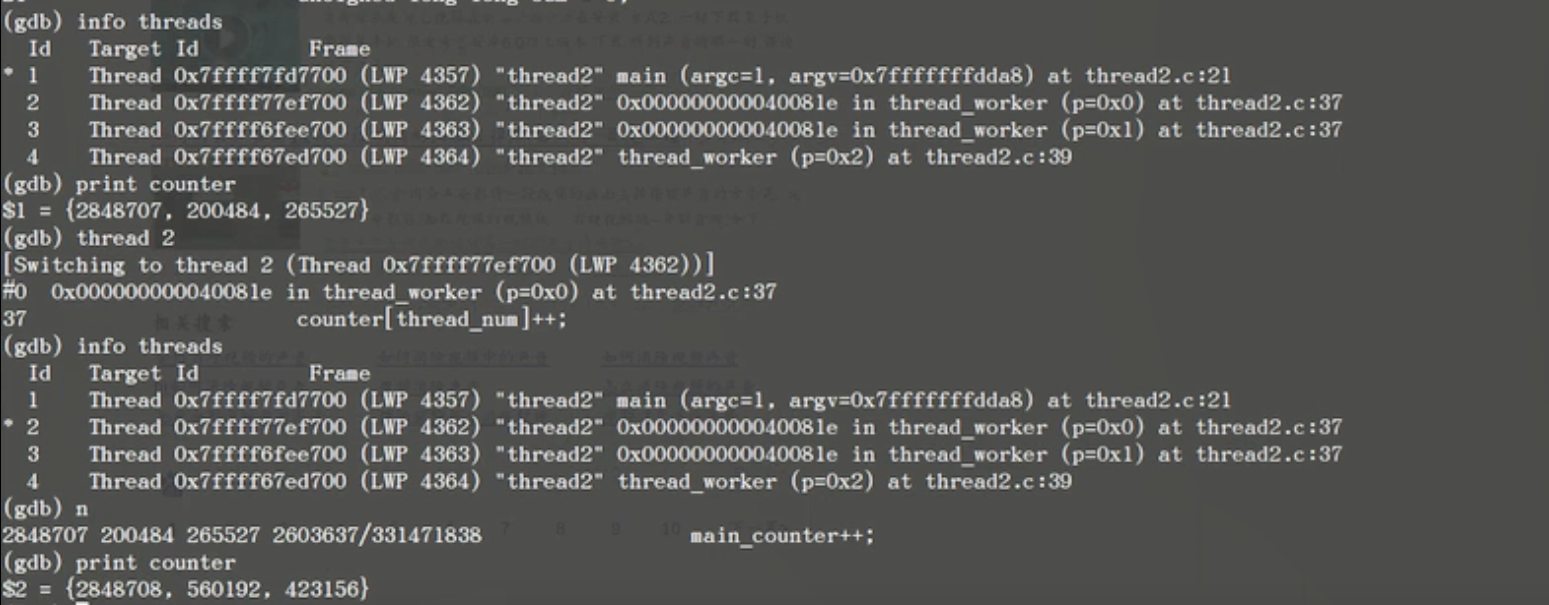 (gdb) info threads
  Id   Target Id         Frame
* 1    Thread 0x7ffff7fd7700 (LWP 4357) "thread2" main (argc=1, argv=0x7fffffffdda8) at thread2.c:21
  2    Thread 0x7ffff77ef700 (LWP 4362) "thread2" 0x000000000040081e in thread_worker (p=0x0) at thread2.c:37
  3    Thread 0x7ffff6fee700 (LWP 4363) "thread2" 0x000000000040081e in thread_worker (p=0x1) at thread2.c:37
  4    Thread 0x7ffff67ed700 (LWP 4364) "thread2" thread_worker (p=0x2) at thread2.c:39
(gdb) print counter
$1 = {2848707, 200484, 265527}
(gdb) thread 2
[Switching to thread 2 (Thread 0x7ffff77ef700 (LWP 4362))]
#0  0x000000000040081e in thread_worker (p=0x0) at thread2.c:37
37              counter[thread_num]++;
相关搜索
(gdb) info threads
  Id   Target Id         Frame
  1    Thread 0x7ffff7fd7700 (LWP 4357) "thread2" main (argc=1, argv=0x7fffffffdda8) at thread2.c:21
* 2    Thread 0x7ffff77ef700 (LWP 4362) "thread2" 0x000000000040081e in thread_worker (p=0x0) at thread2.c:37
  3    Thread 0x7ffff6fee700 (LWP 4363) "thread2" 0x000000000040081e in thread_worker (p=0x1) at thread2.c:37
  4    Thread 0x7ffff67ed700 (LWP 4364) "thread2" thread_worker (p=0x2) at thread2.c:39
(gdb) n
2848707 200484 265527 2603637/331471838                 main_counter++;
7 8 9 10
(gdb) print counter
$2 = {2848708, 560192, 423156}